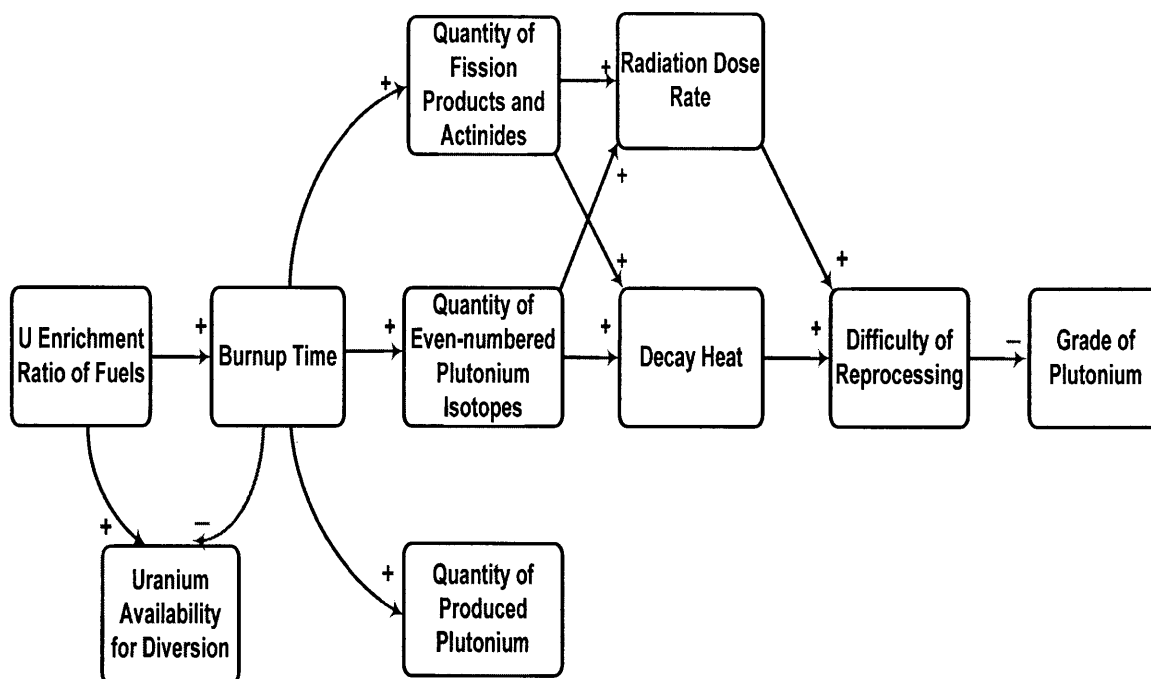 Quantity of
Fission
Products and
Actinides
+
+
Radiation Dose
Rate
+
+
+
U Enrichment
Ratio of Fuels
+
Burnup Time
+
Quantity of
Even-numbered
Plutonium
Isotopes
+
Decay Heat
+
Difficulty of
Reprocessing
–
Grade of
Plutonium
+
–
+
Uranium
Availability
for Diversion
Quantity of
Produced
Plutonium